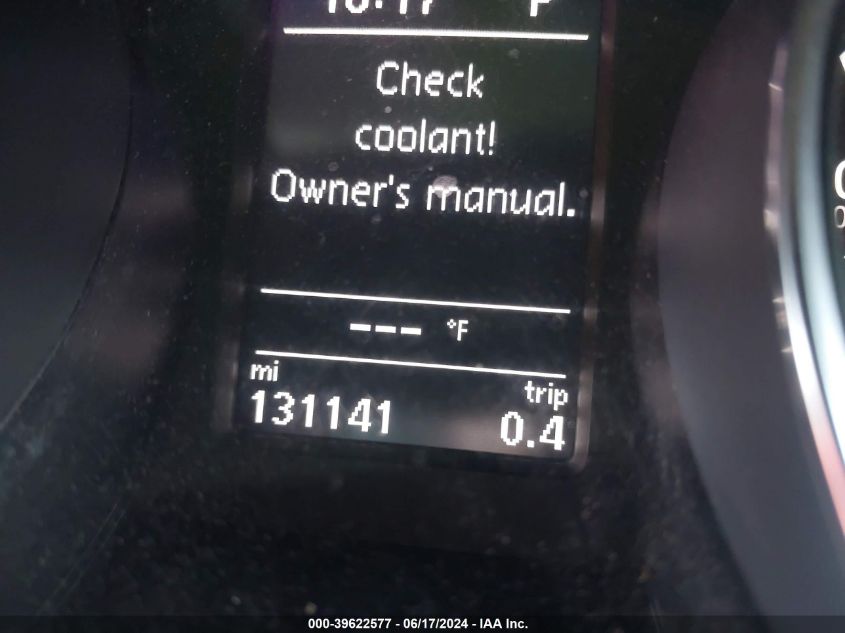 Check
coolant!
Owner's manual.
--- °F
mi trip
131141 0.4
000-39622577 - 06/17/2024 - IAA Inc.